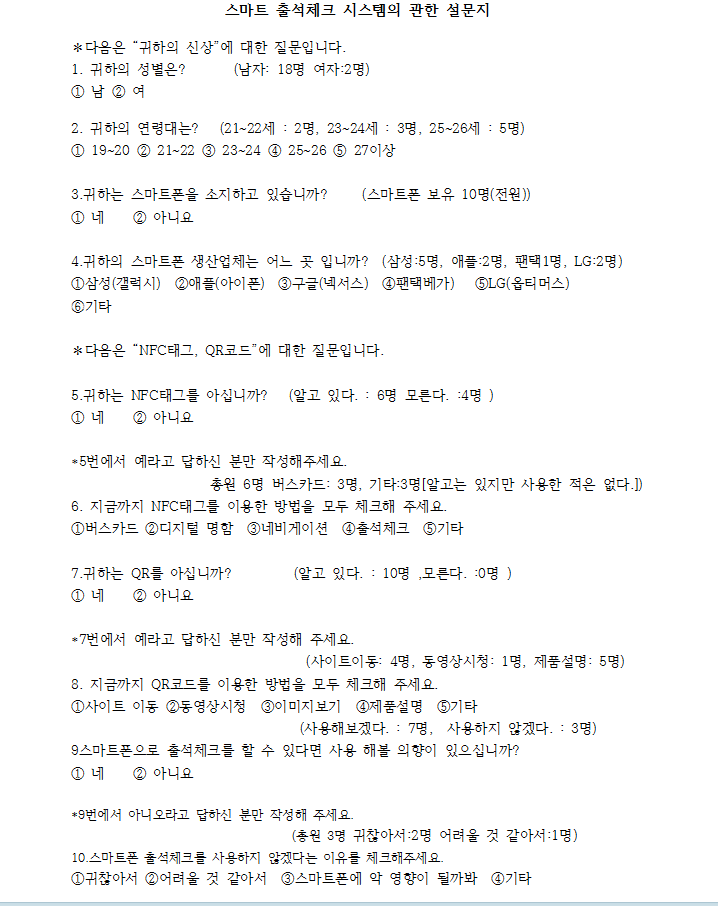 스마트 출석체크 시스템의 관한 설문지
*다음은 "귀하의 신상"에 대한 질문입니다.
1. 귀하의 성별은? (남자: 18명 여자:2명)
① 남 ② 여
2. 귀하의 연령대는? (21~22세 : 2명, 23~24세 : 3명, 25~26세 : 5명)
① 19~20 ② 21~22 ③ 23~24 ④ 25~26 ⑤ 27이상
3.귀하는 스마트폰을 소지하고 있습니까? (스마트폰 보유 10명(전원))
① 네 ② 아니요
4.귀하의 스마트폰 생산업체는 어느 곳 입니까? (삼성:5명, 애플:2명, 팬택1명, LG:2명)
①삼성(갤럭시) ②애플(아이폰) ③구글(넥서스) ④팬택베가) ⑤LG(옵티머스)
⑥기타
*다음은 "NFC태그, QR코드"에 대한 질문입니다.
5.귀하는 NFC태그를 아십니까? (알고 있다. : 6명 모른다. :4명 )
① 네 ② 아니요
*5번에서 예라고 답하신 분만 작성해주세요.
총원 6명 버스카드: 3명, 기타:3명[알고는 있지만 사용한 적은 없다.])
6. 지금까지 NFC태그를 이용한 방법을 모두 체크해 주세요.
①버스카드 ②디지털 명함 ③네비게이션 ④출석체크 ⑤기타
7.귀하는 QR를 아십니까? (알고 있다. : 10명 ,모른다. :0명 )
① 네 ② 아니요
*7번에서 예라고 답하신 분만 작성해 주세요.
(사이트이동: 4명, 동영상시청: 1명, 제품설명: 5명)
8. 지금까지 QR코드를 이용한 방법을 모두 체크해 주세요.
①사이트 이동 ②동영상시청 ③이미지보기 ④제품설명 ⑤기타
(사용해보겠다. : 7명, 사용하지 않겠다. : 3명)
9스마트폰으로 출석체크를 할 수 있다면 사용 해볼 의향이 있으십니까?
① 네 ② 아니요
*9번에서 아니오라고 답하신 분만 작성해 주세요.
(총원 3명 귀찮아서:2명 어려울 것 같아서:1명)
10.스마트폰 출석체크를 사용하지 않겠다는 이유를 체크해주세요.
①귀찮아서 ②어려울 것 같아서 ③스마트폰에 악 영향이 될까봐 ④기타